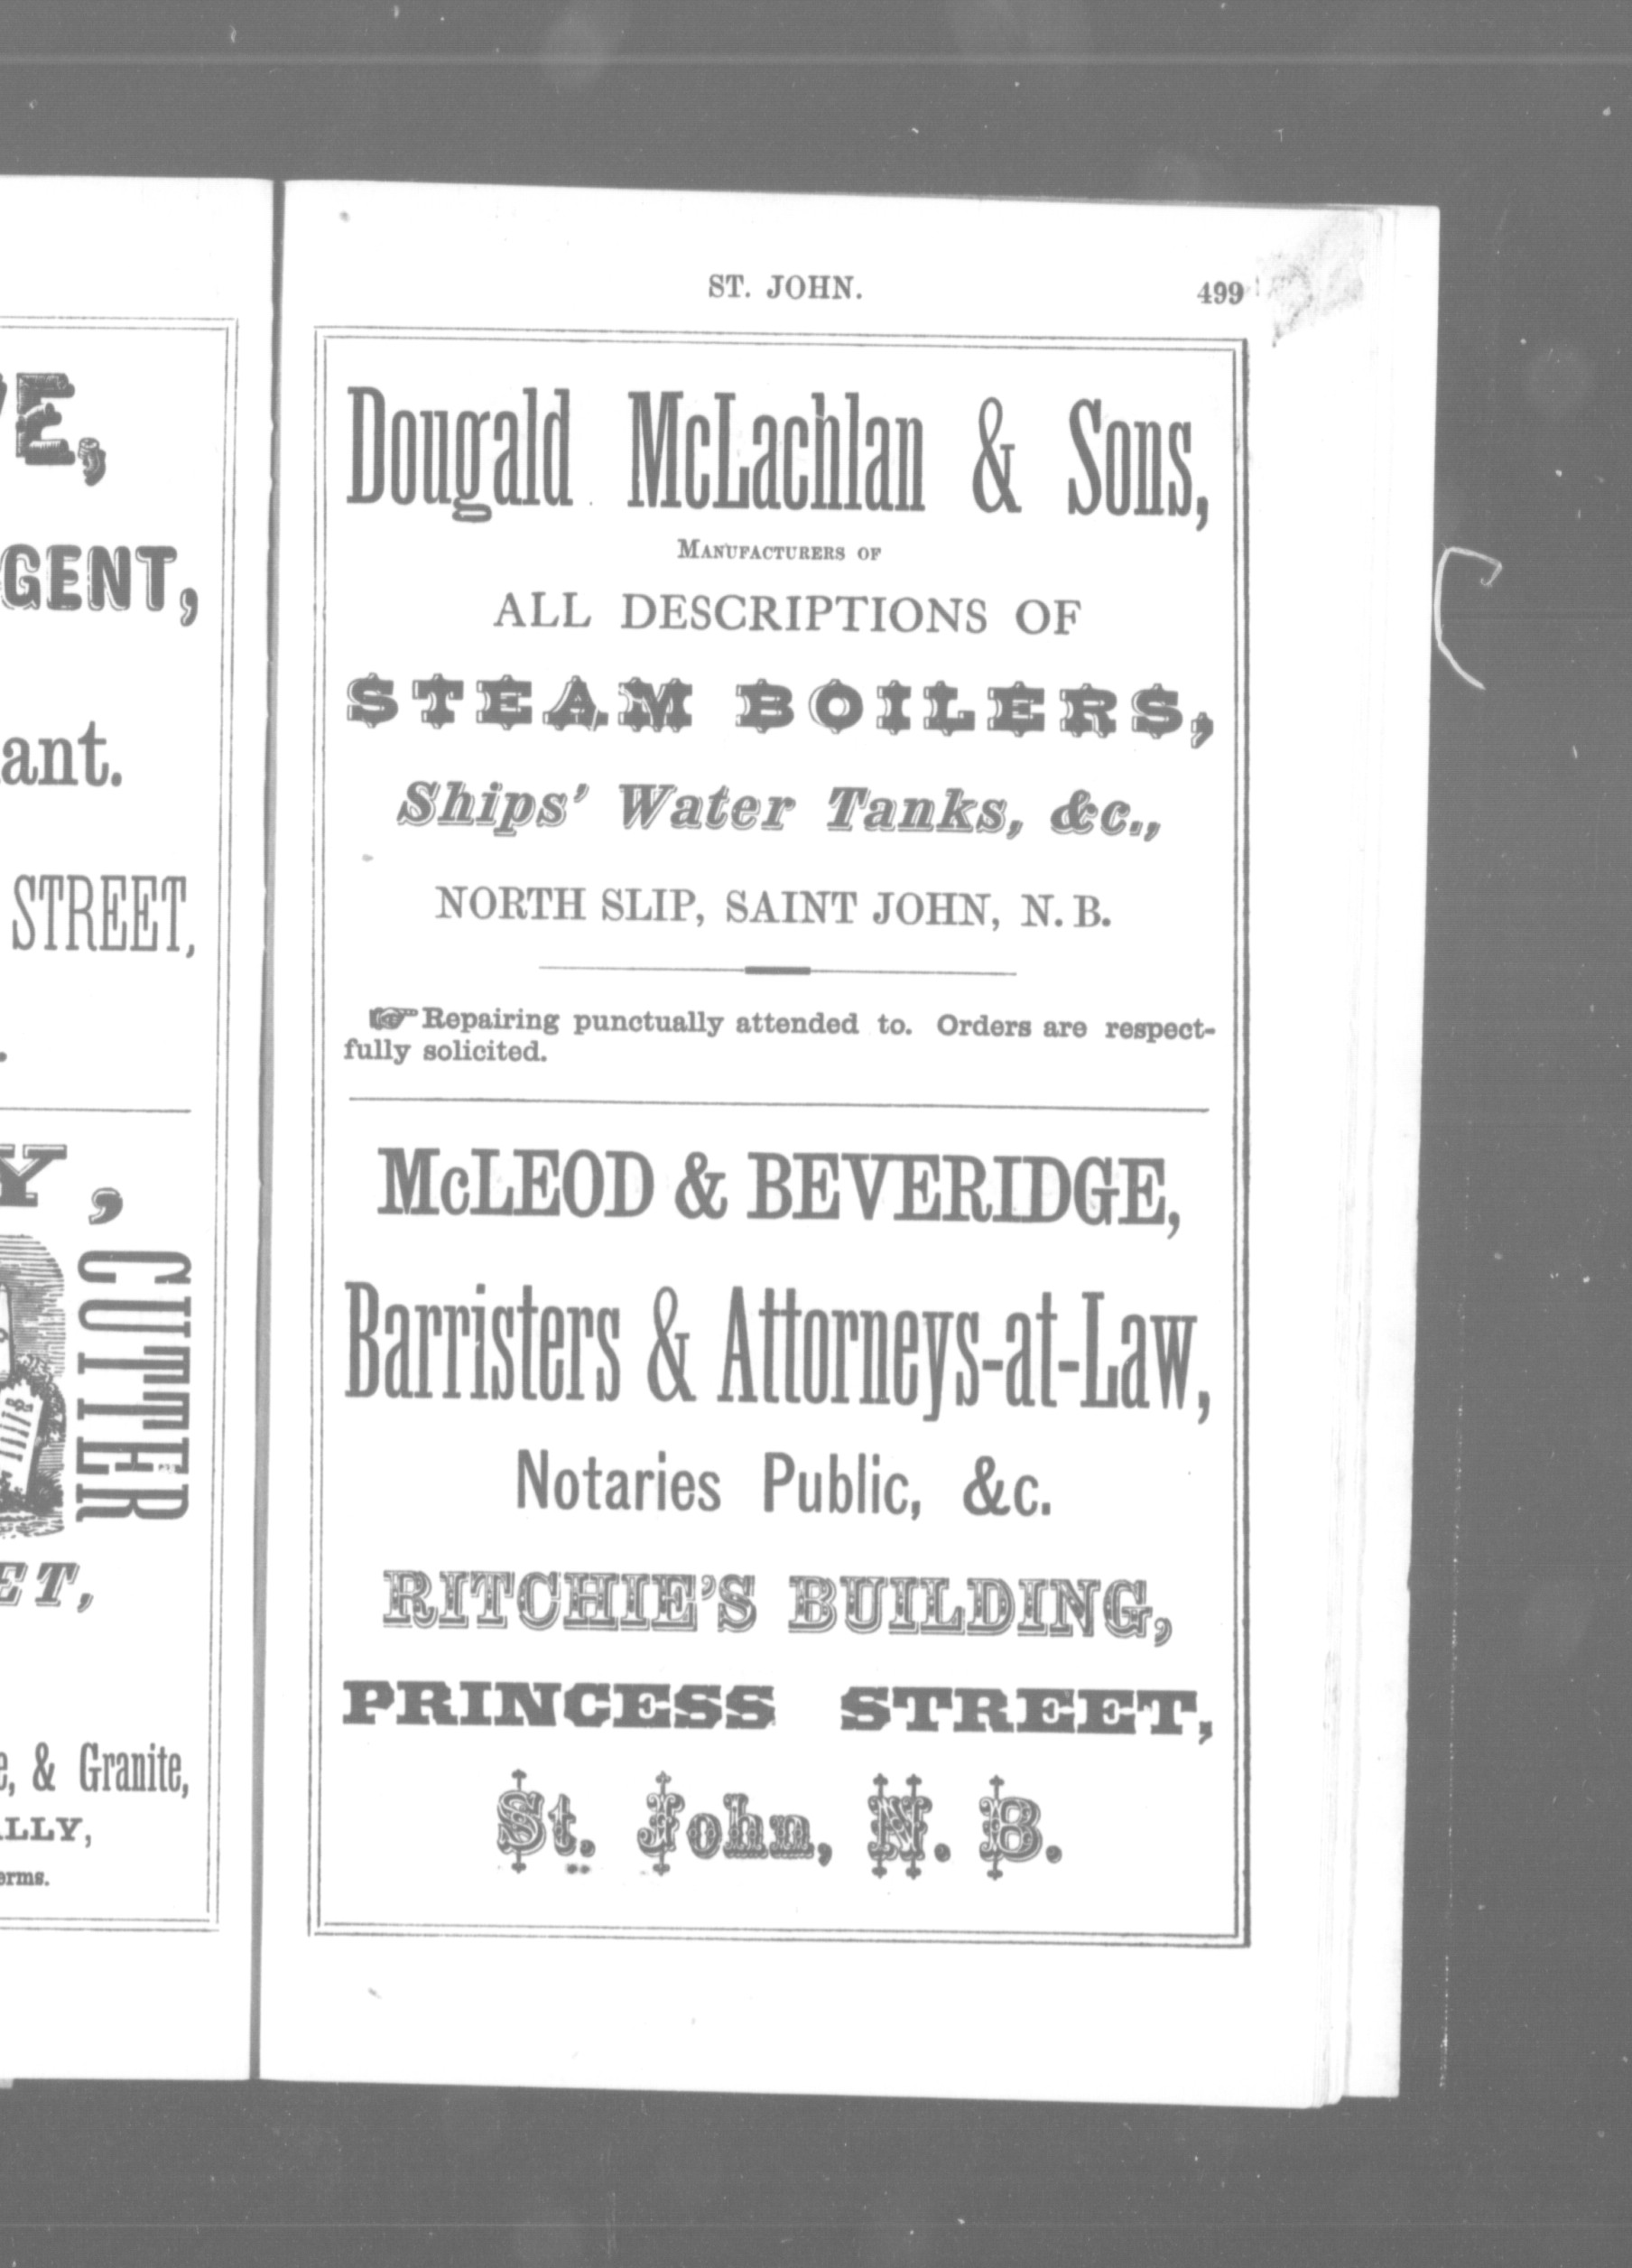 E,
GENT,
ant.
STREET,
Y,
CUTTER
ET,
, & Granite,
LLY,
erms.
ST. JOHN. 499
Dougald McLachlan & Sons,
MANUFACTURERS OF
ALL DESCRIPTIONS OF
STEAM BOILERS,
Ships' Water Tanks, &c.,
NORTH SLIP, SAINT JOHN, N. B.
☞ Repairing punctually attended to. Orders are respect-
fully solicited.
McLEOD & BEVERIDGE,
Barristers & Attorneys-at-Law,
Notaries Public, &c.
RITCHIE'S BUILDING,
PRINCESS STREET,
St. John, N. B.